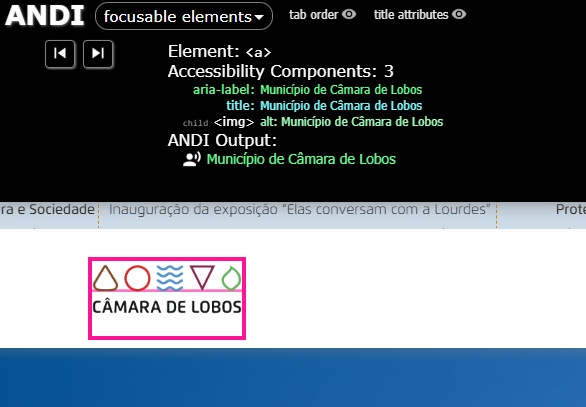 ANDI focusable elements tab order title attributes
Element: <a>
Accessibility Components: 3
aria-label: Município de Câmara de Lobos
title: Município de Câmara de Lobos
child <img> alt: Município de Câmara de Lobos
ANDI Output:
Município de Câmara de Lobos
ra e Sociedade Inauguração da exposição “Elas conversam com a Lourdes” Prote
CÂMARA DE LOBOS